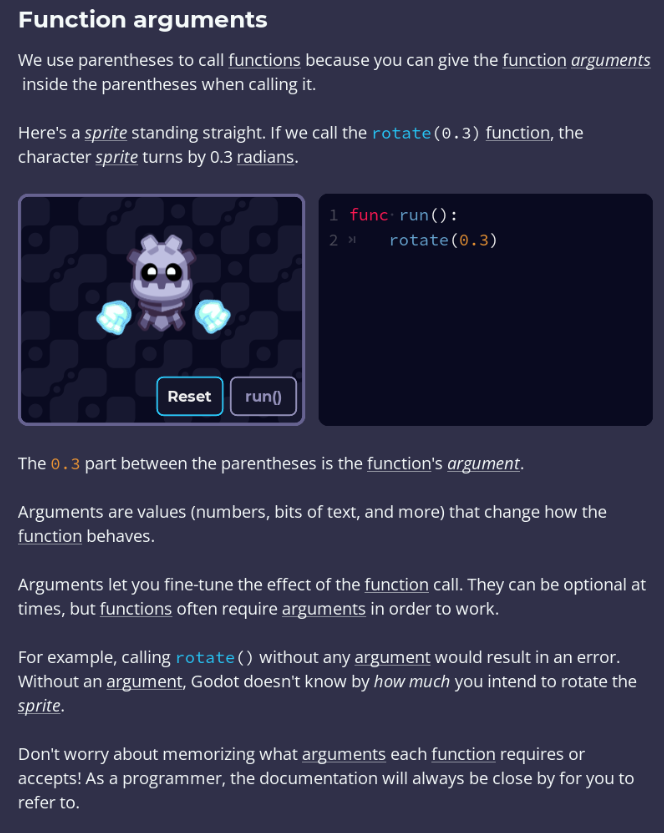 Function arguments
We use parentheses to call functions because you can give the function arguments
inside the parentheses when calling it.
Here's a sprite standing straight. If we call the rotate(0.3) function, the
character sprite turns by 0.3 radians.
1 func run():
2 rotate(0.3)
Reset run()
The 0.3 part between the parentheses is the function's argument.
Arguments are values (numbers, bits of text, and more) that change how the
function behaves.
Arguments let you fine-tune the effect of the function call. They can be optional at
times, but functions often require arguments in order to work.
For example, calling rotate() without any argument would result in an error.
Without an argument, Godot doesn't know by how much you intend to rotate the
sprite.
Don't worry about memorizing what arguments each function requires or
accepts! As a programmer, the documentation will always be close by for you to
refer to.